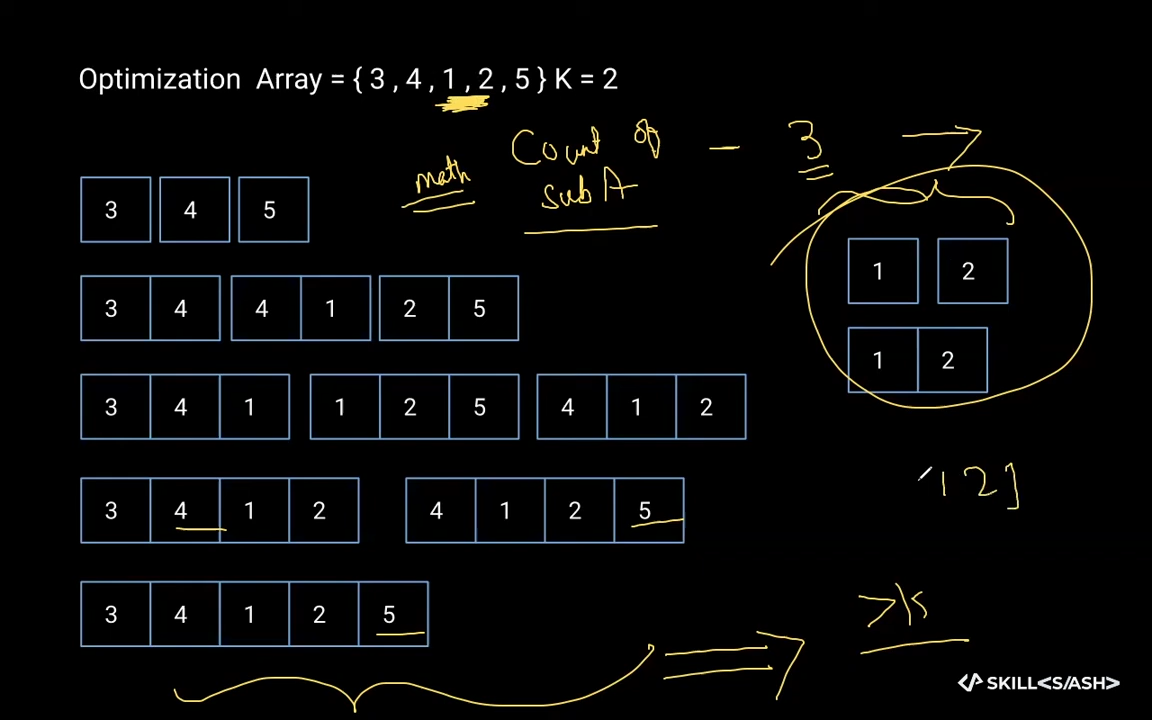 Optimization Array = { 3 , 4 , 1 , 2 , 5 } K = 2
Count of - 3
math subA
3 4 5
1 2
3 4 4 1 2 5
1 2
3 4 1 1 2 5 4 1 2
1 2 ]
3 4 1 2 4 1 2 5
3 4 1 2 5
>K
</> SKILL<S/ASH>